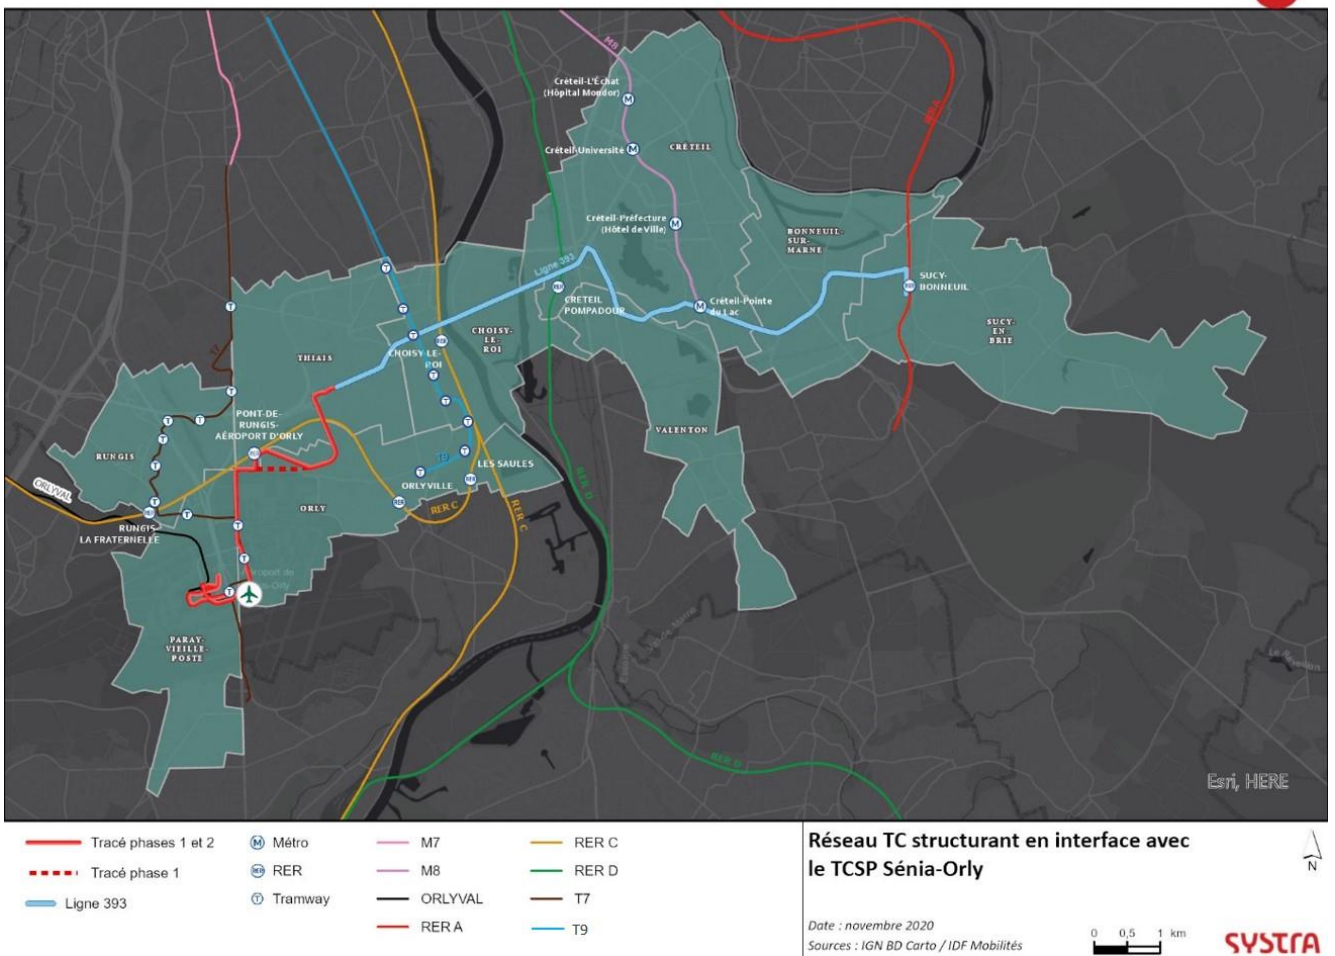 M8
Créteil-L'Échat
(Hôpital Mondor)
RER A
Créteil-Université
CRÉTEIL
Créteil-Préfecture
(Hôtel de Ville)
BONNEUIL-
SUR-
MARNE
Ligne 393
SUCY-
BONNEUIL
CRÉTEIL
POMPADOUR
Créteil-Pointe
du Lac
SUCY-
EN-
BRIE
CHOISY-
LE-
ROI
THIAIS
CHOISY-LE-
ROI
T7
PONT-DE-
RUNGIS-
AÉROPORT D'ORLY
VALENTON
RUNGIS
T9
LES SAULES
ORLYVILLE
RER D
ORLYVAL
ORLY
RER C
RER C
RUNGIS-
LA FRATERNELLE
PARAY-
VIEILLE-
POSTE
RER D
Esri, HERE
Tracé phases 1 et 2
Tracé phase 1
Ligne 393
Métro
RER
Tramway
M7
M8
ORLYVAL
RER A
RER C
RER D
T7
T9
Réseau TC structurant en interface avec
le TCSP Sénia-Orly
N
Date : novembre 2020
Sources : IGN BD Carto / IDF Mobilités
0 0,5 1 km
SYSTRA